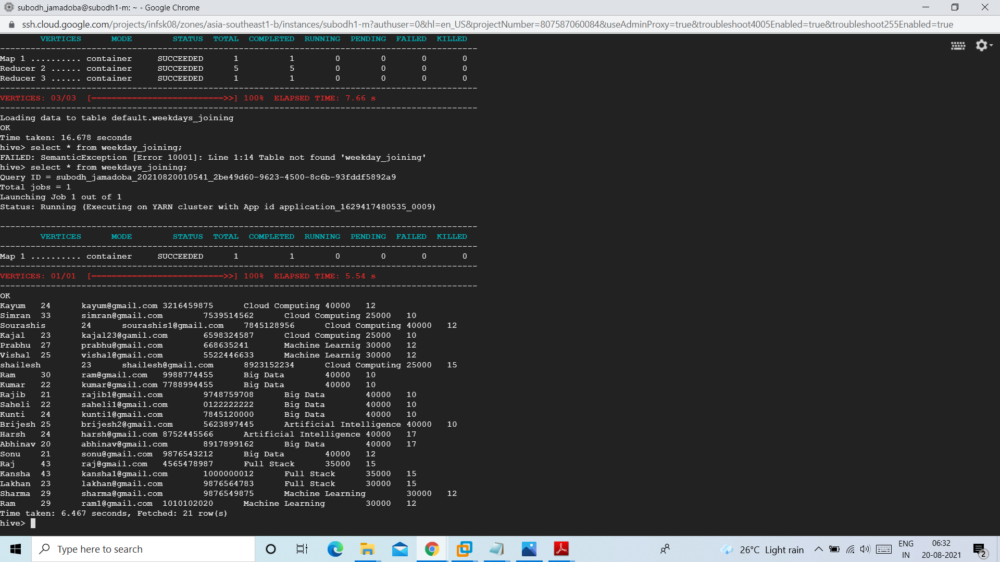 subodh_jamadoba@subodh1-m: ~ - Google Chrome
ssh.cloud.google.com/projects/infsk08/zones/asia-southeast1-b/instances/subodh1-m?authuser=0&hl=en_US&projectNumber=807587060084&useAdminProxy=true&troubleshoot4005Enabled=true&troubleshoot255Enabled=true
VERTICES MODE STATUS TOTAL COMPLETED RUNNING PENDING FAILED KILLED
----------------------------------------------------------------------------------------------
Map 1 .......... container SUCCEEDED 1 1 0 0 0 0
Reducer 2 ...... container SUCCEEDED 5 5 0 0 0 0
Reducer 3 ...... container SUCCEEDED 1 1 0 0 0 0
----------------------------------------------------------------------------------------------
VERTICES: 03/03 [==========================>>] 100% ELAPSED TIME: 7.66 s
----------------------------------------------------------------------------------------------
Loading data to table default.weekdays_joining
OK
Time taken: 16.678 seconds
hive> select * from weekday_joining;
FAILED: SemanticException [Error 10001]: Line 1:14 Table not found 'weekday_joining'
hive> select * from weekdays_joining;
Query ID = subodh_jamadoba_20210820010541_2be49d60-9623-4500-8c6b-93fddf5892a9
Total jobs = 1
Launching Job 1 out of 1
Status: Running (Executing on YARN cluster with App id application_1629417480535_0009)
----------------------------------------------------------------------------------------------
VERTICES MODE STATUS TOTAL COMPLETED RUNNING PENDING FAILED KILLED
----------------------------------------------------------------------------------------------
Map 1 .......... container SUCCEEDED 1 1 0 0 0 0
----------------------------------------------------------------------------------------------
VERTICES: 01/01 [==========================>>] 100% ELAPSED TIME: 5.54 s
----------------------------------------------------------------------------------------------
OK
Kayum 24 kayum@gmail.com 3216459875 Cloud Computing 40000 12
Simran 33 simran@gmail.com 7539514562 Cloud Computing 25000 10
Sourashis 24 sourashis1@gmail.com 7845128956 Cloud Computing 40000 12
Kajal 23 kajal23@gamil.com 6598324587 Cloud Computing 25000 10
Prabhu 27 prabhu@gmail.com 668635241 Machine Learnig 30000 12
Vishal 25 vishal@gmail.com 5522446633 Machine Learnig 30000 12
shailesh 23 shailesh@gmail.com 8923152234 Cloud Computing 25000 15
Ram 30 ram@gmail.com 9988774455 Big Data 40000 10
Kumar 22 kumar@gmail.com 7788994455 Big Data 40000 10
Rajib 21 rajib1@gmail.com 9748759708 Big Data 40000 10
Saheli 22 saheli1@gmail.com 0122222222 Big Data 40000 10
Kunti 24 kunti1@gmail.com 7845120000 Big Data 40000 10
Brijesh 25 brijesh2@gmail.com 5623897445 Artificial Intelligence 40000 10
Harsh 24 harsh@gmail.com 8752445566 Artificial Intelligence 40000 17
Abhinav 20 abhinav@gmail.com 8917899162 Big Data 40000 17
Sonu 21 sonu@gmail.com 9876543212 Big Data 40000 12
Raj 43 raj@gmail.com 4565478987 Full Stack 35000 15
Kansha 43 kansha1@gmail.com 1000000012 Full Stack 35000 15
Lakhan 23 lakhan@gmail.com 9876564783 Full Stack 30000 15
Sharma 29 sharma@gmail.com 9876549875 Machine Learning 30000 12
Ram 29 ram1@gmail.com 1010102020 Machine Learning 30000 12
Time taken: 6.467 seconds, Fetched: 21 row(s)
hive>
Type here to search
26°C Light rain
ENG
IN
06:32
20-08-2021
2